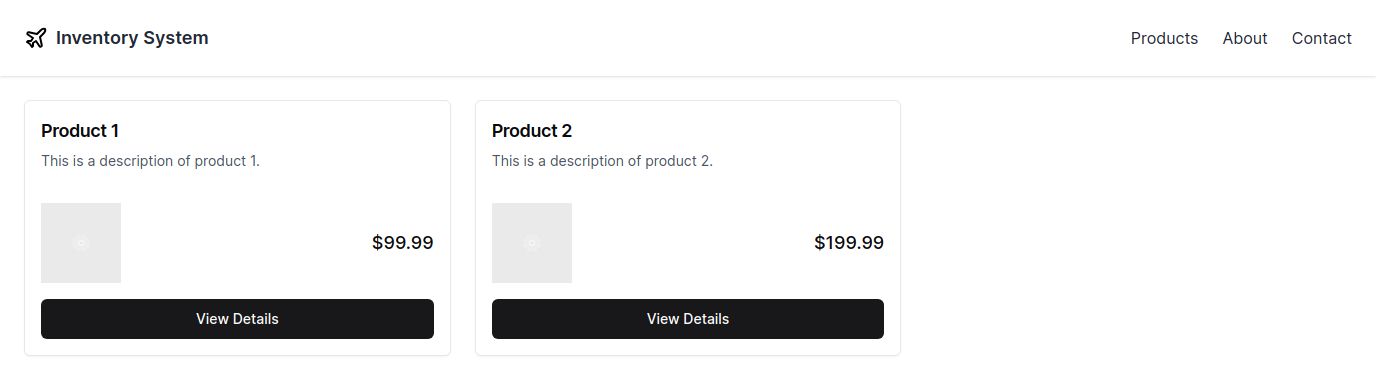 Inventory System
Products
About
Contact
Product 1
This is a description of product 1.
$99.99
View Details
Product 2
This is a description of product 2.
$199.99
View Details